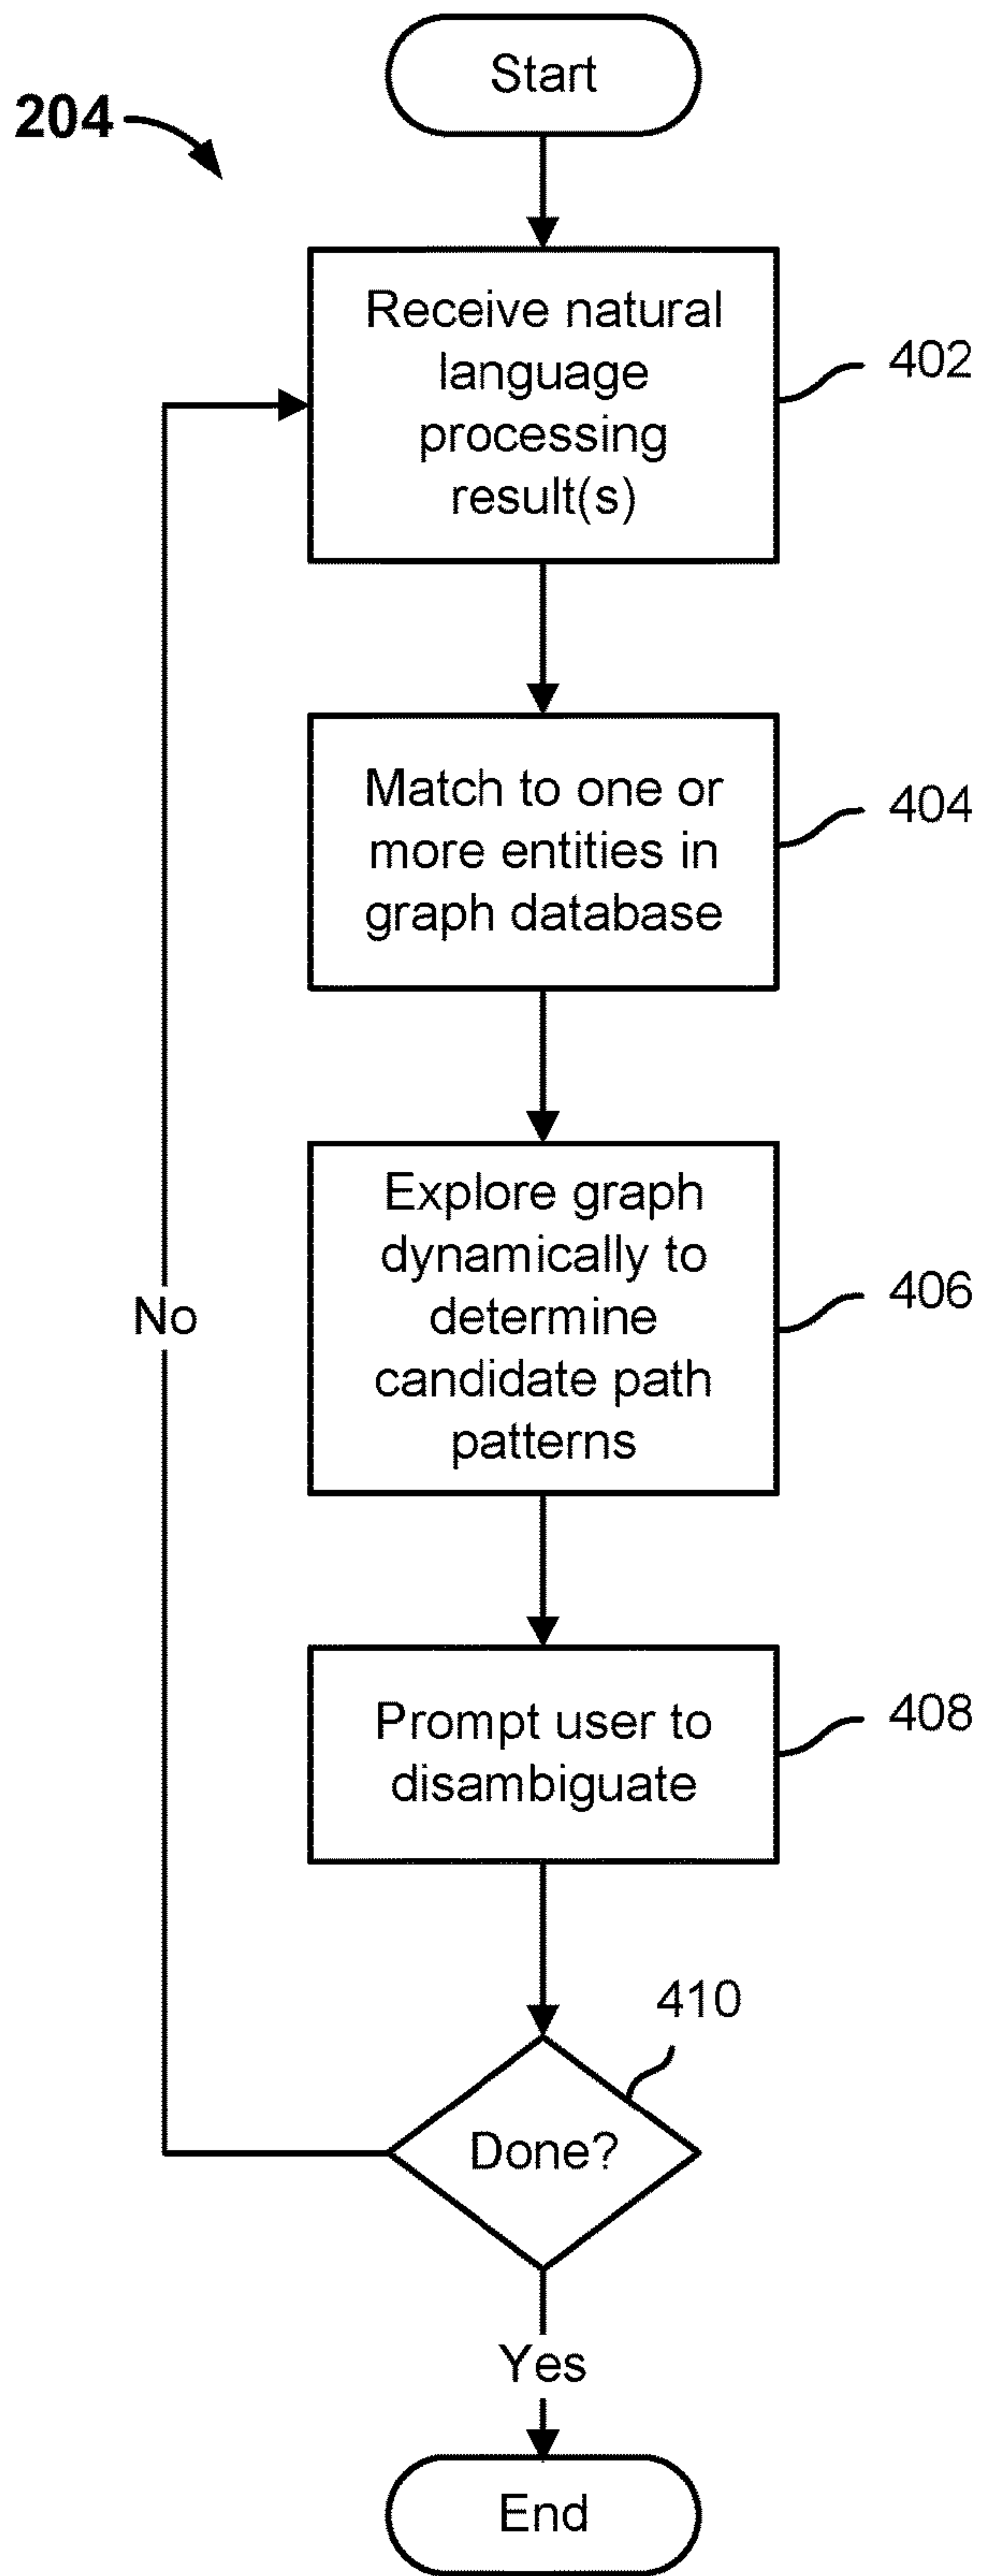 Start
204
Receive natural
language
processing
result(s)
402
Match to one or
more entities in
graph database
404
Explore graph
dynamically to
determine
candidate path
patterns
406
No
Prompt user to
disambiguate
408
410
Done?
Yes
End